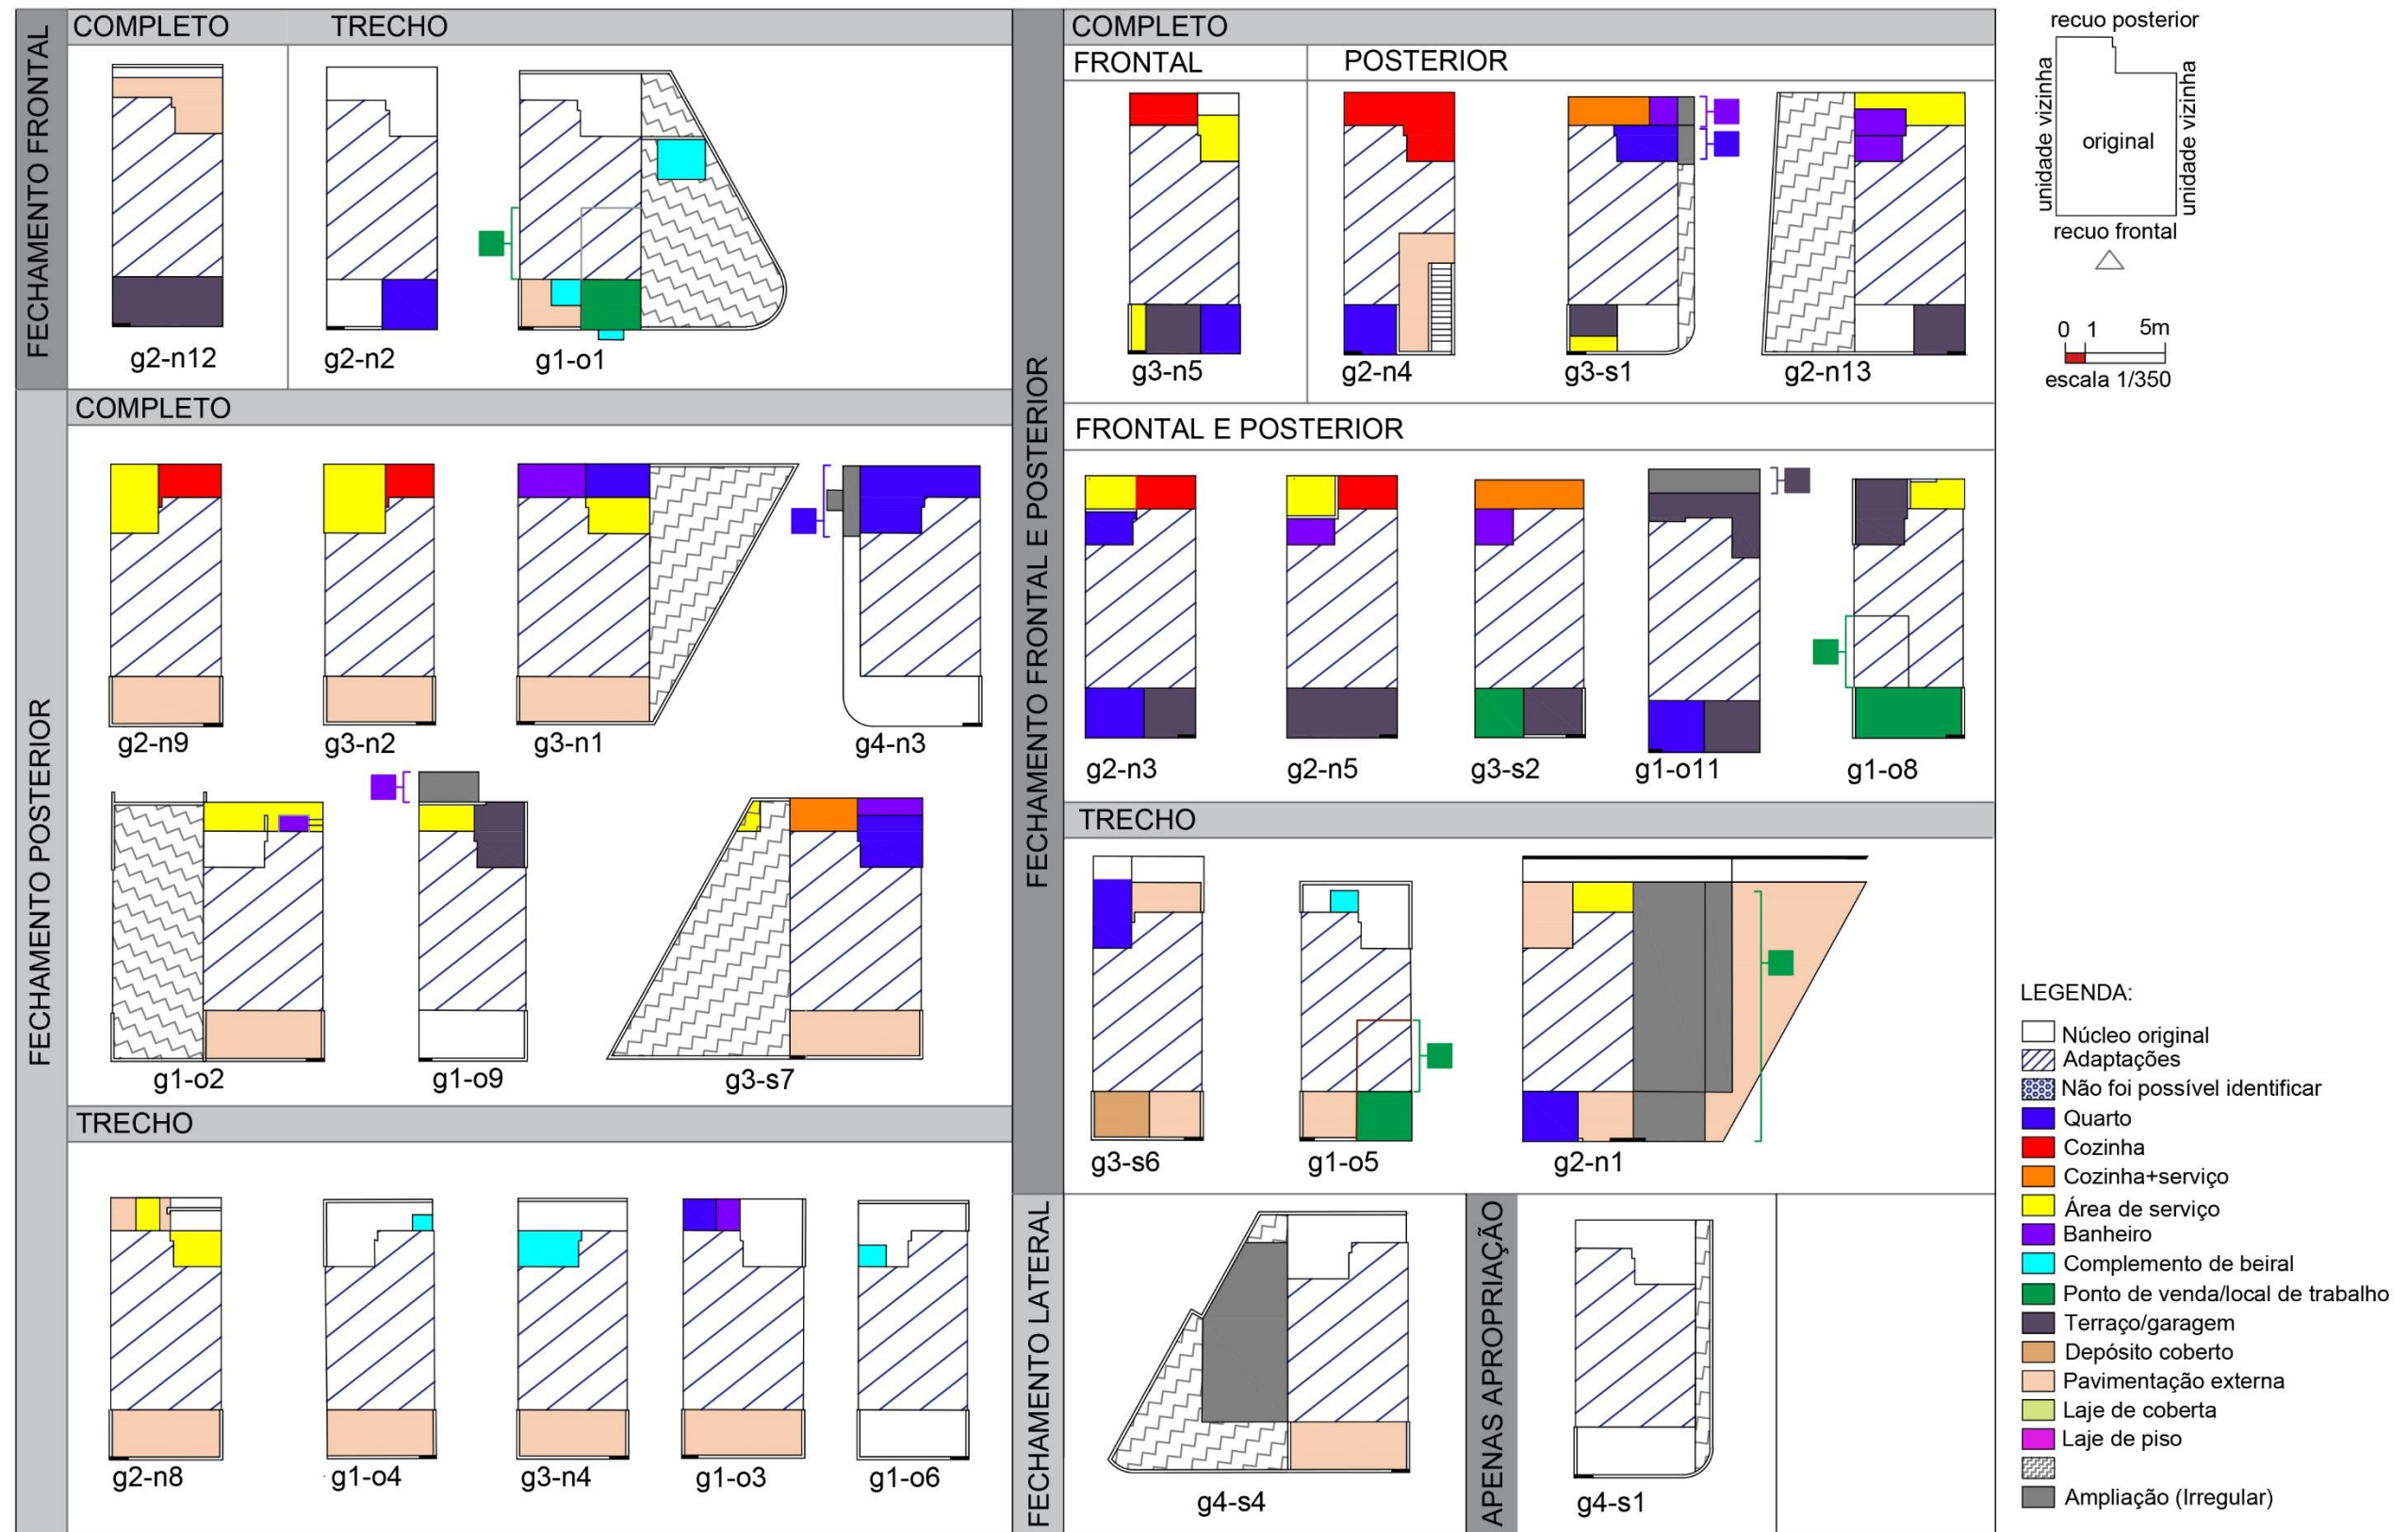 FECHAMENTO FRONTAL
COMPLETO
TRECHO
g2-n12
g2-n2
g1-o1
FECHAMENTO POSTERIOR
COMPLETO
g2-n9
g3-n2
g3-n1
g4-n3
g1-o2
g1-o9
g3-s7
TRECHO
g2-n8
g1-o4
g3-n4
g1-o3
g1-o6
FECHAMENTO FRONTAL E POSTERIOR
COMPLETO
FRONTAL
POSTERIOR
g3-n5
g2-n4
g3-s1
g2-n13
FRONTAL E POSTERIOR
g2-n3
g2-n5
g3-s2
g1-o11
g1-o8
TRECHO
g3-s6
g1-o5
g2-n1
FECHAMENTO LATERAL
g4-s4
APENAS APROPRIAÇÃO
g4-s1
recuo posterior
unidade vizinha
original
unidade vizinha
recuo frontal
0 1 5m
escala 1/350
LEGENDA:
Núcleo original
Adaptações
Não foi possível identificar
Quarto
Cozinha
Cozinha+serviço
Área de serviço
Banheiro
Complemento de beiral
Ponto de venda/local de trabalho
Terraço/garagem
Depósito coberto
Pavimentação externa
Laje de coberta
Laje de piso
Ampliação (Irregular)